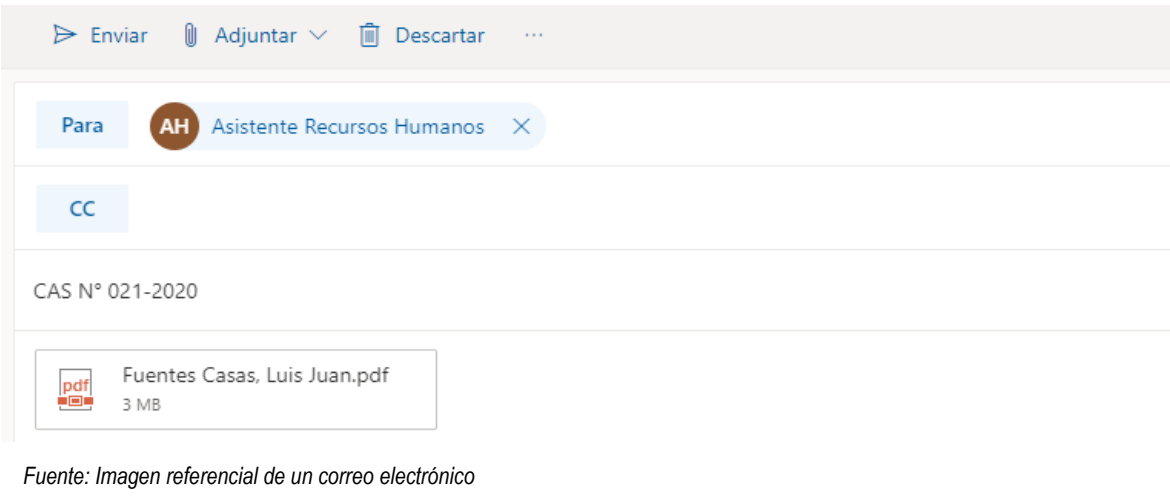 Enviar Adjuntar Descartar ...
Para AH Asistente Recursos Humanos
CC
CAS N° 021-2020
pdf Fuentes Casas, Luis Juan.pdf
3 MB
Fuente: Imagen referencial de un correo electrónico